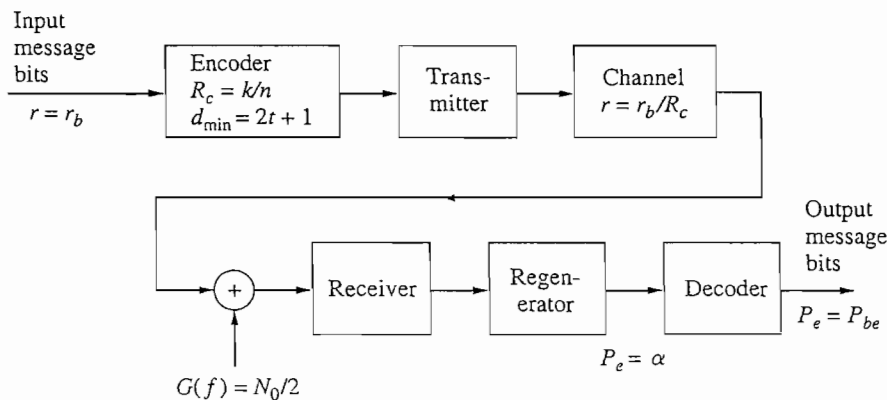 Input
message
bits
r = r_b
Encoder
R_c = k/n
d_min = 2t + 1
Trans-
mitter
Channel
r = r_b/R_c
Output
message
bits
+
Receiver
Regen-
erator
Decoder
P_e = P_be
P_e = α
G(f) = N_0/2